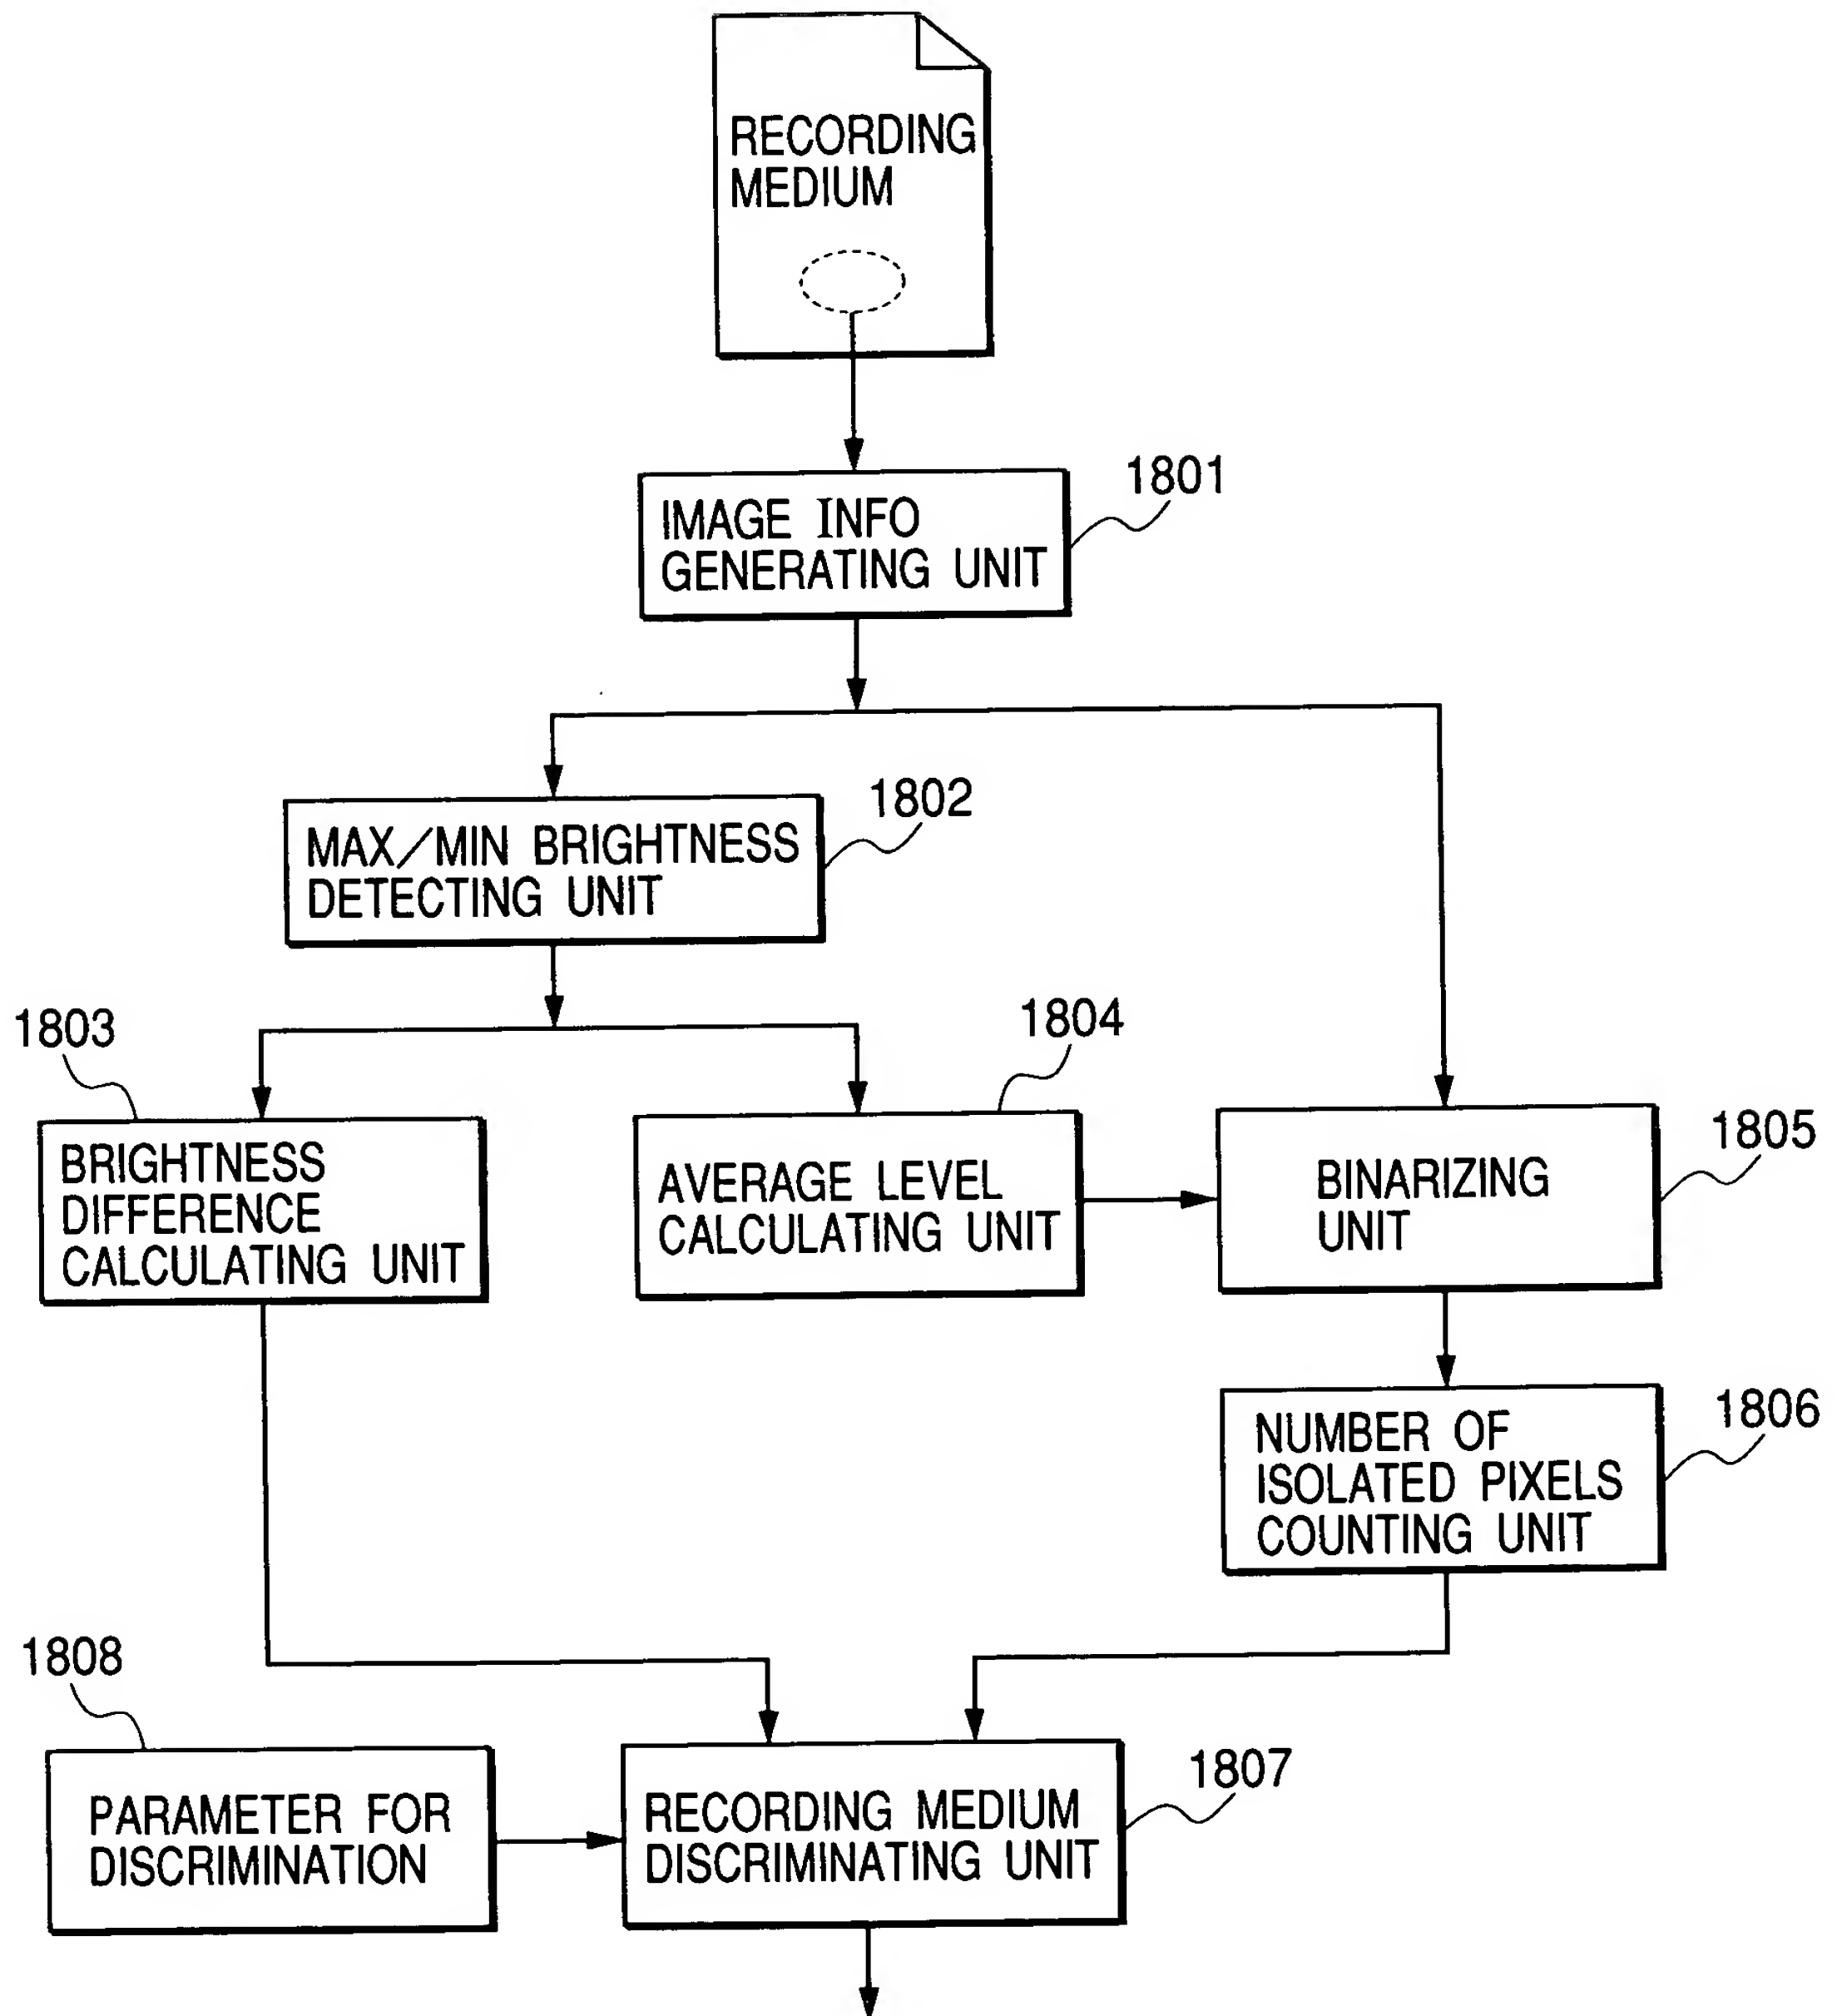 RECORDING
MEDIUM
1801
IMAGE INFO
GENERATING UNIT
1802
MAX/MIN BRIGHTNESS
DETECTING UNIT
1803
BRIGHTNESS
DIFFERENCE
CALCULATING UNIT
1804
AVERAGE LEVEL
CALCULATING UNIT
1805
BINARIZING
UNIT
1806
NUMBER OF
ISOLATED PIXELS
COUNTING UNIT
1808
PARAMETER FOR
DISCRIMINATION
1807
RECORDING MEDIUM
DISCRIMINATING UNIT